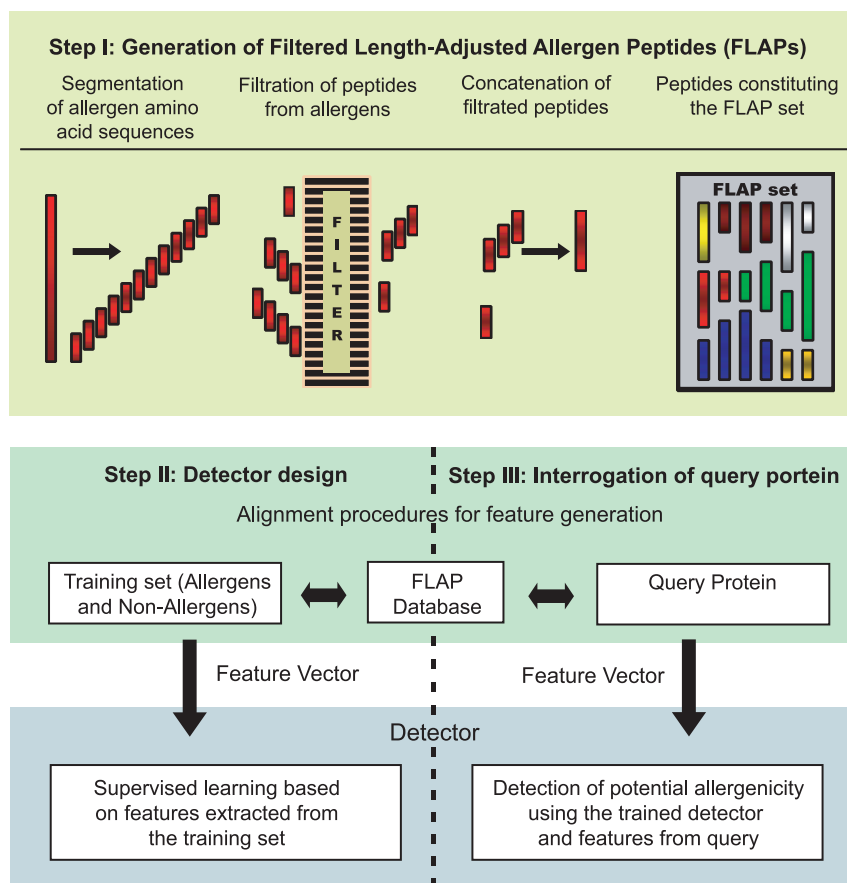 Step I: Generation of Filtered Length-Adjusted Allergen Peptides (FLAPs)
Segmentation
of allergen amino
acid sequences
Filtration of peptides
from allergens
Concatenation of
filtrated peptides
Peptides constituting
the FLAP set
FILTER
FLAP set
Step II: Detector design
Step III: Interrogation of query portein
Alignment procedures for feature generation
Training set (Allergens
and Non-Allergens)
FLAP
Database
Query Protein
Feature Vector
Feature Vector
Detector
Supervised learning based
on features extracted from
the training set
Detection of potential allergenicity
using the trained detector
and features from query